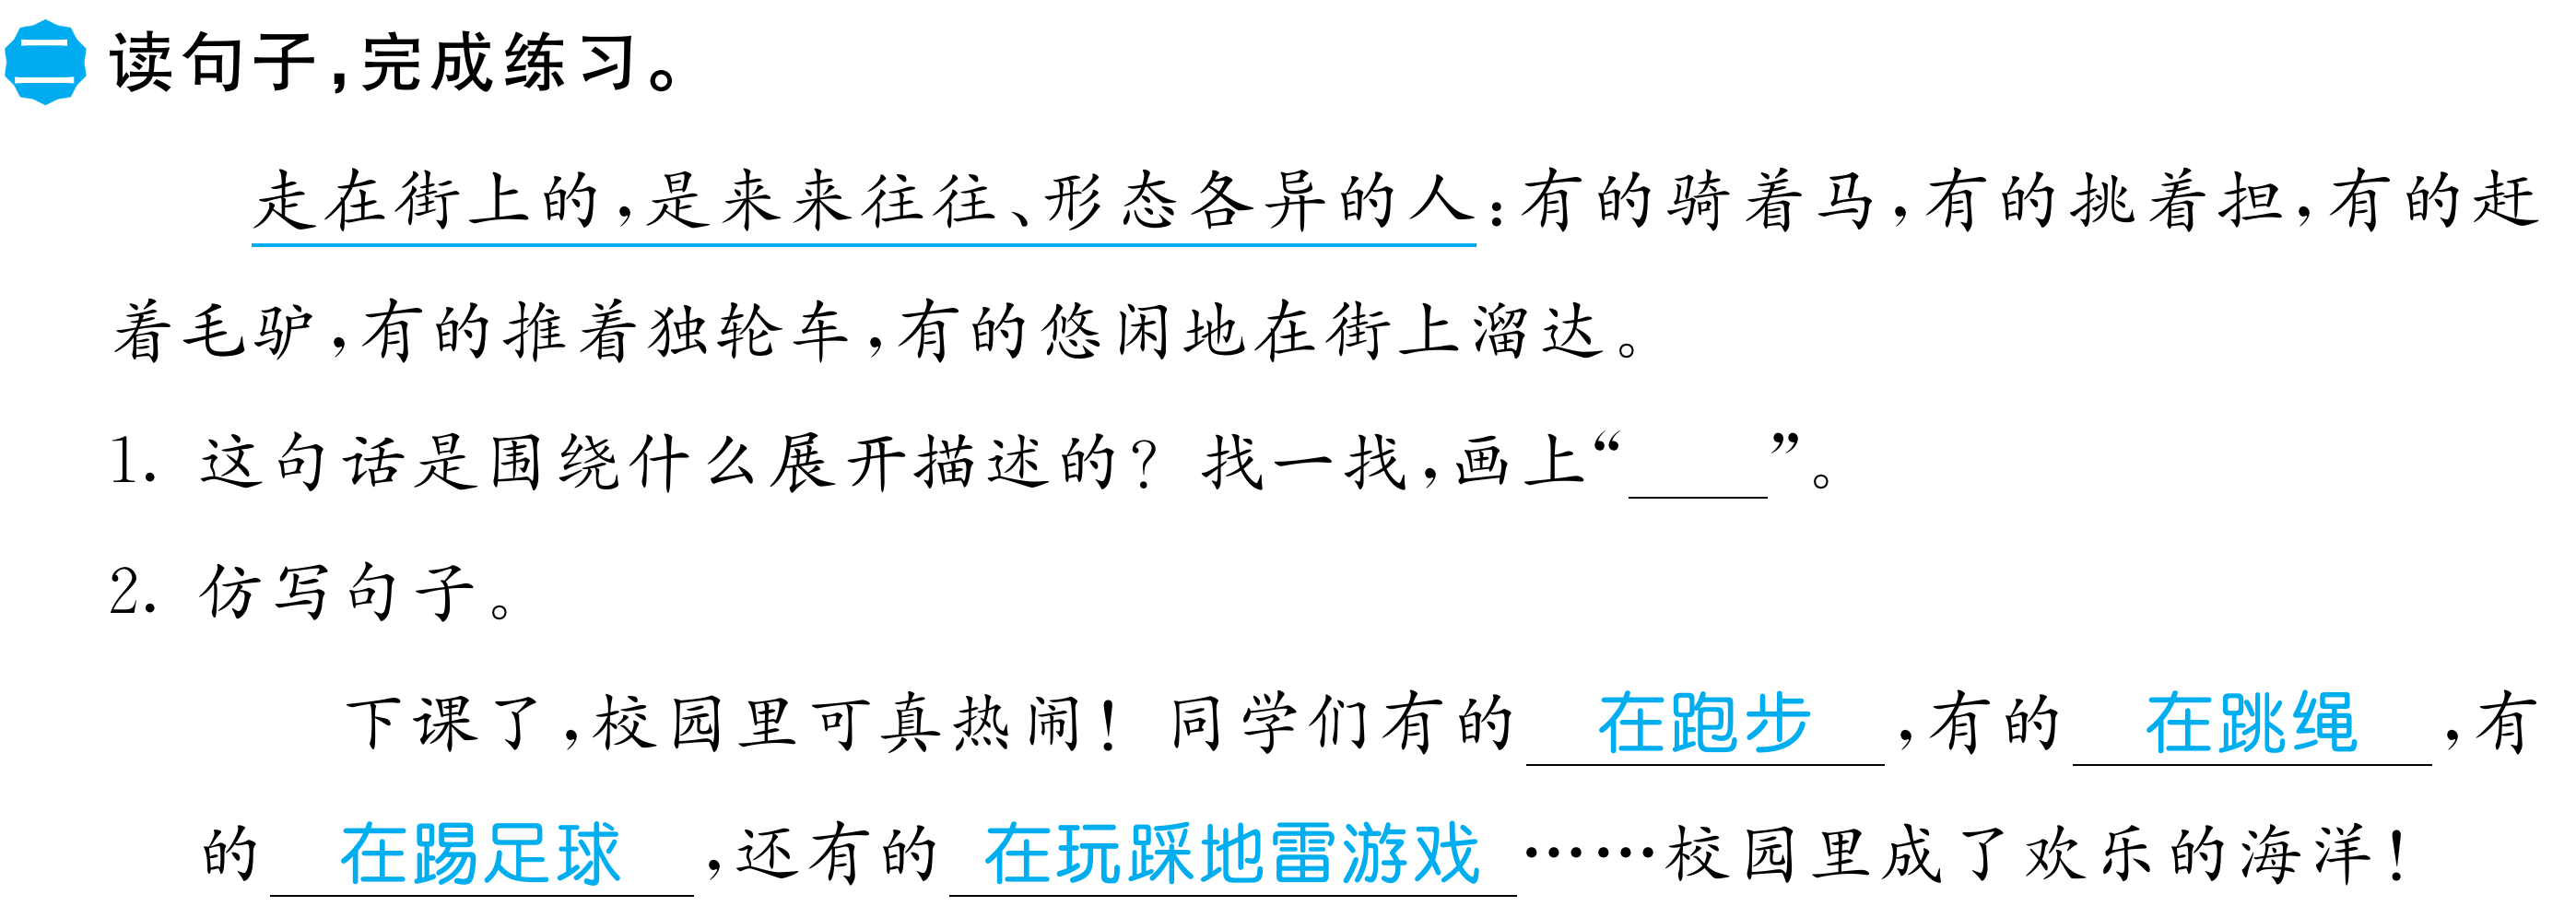 二 读句子,完成练习。
走在街上的,是来来往往、形态各异的人:有的骑着马,有的挑着担,有的赶
着毛驴,有的推着独轮车,有的悠闲地在街上溜达。
1. 这句话是围绕什么展开描述的? 找一找,画上“____”。
2. 仿写句子。
下课了,校园里可真热闹! 同学们有的 在跑步 ,有的 在跳绳 ,有
的 在踢足球 ,还有的 在玩踩地雷游戏 ……校园里成了欢乐的海洋!